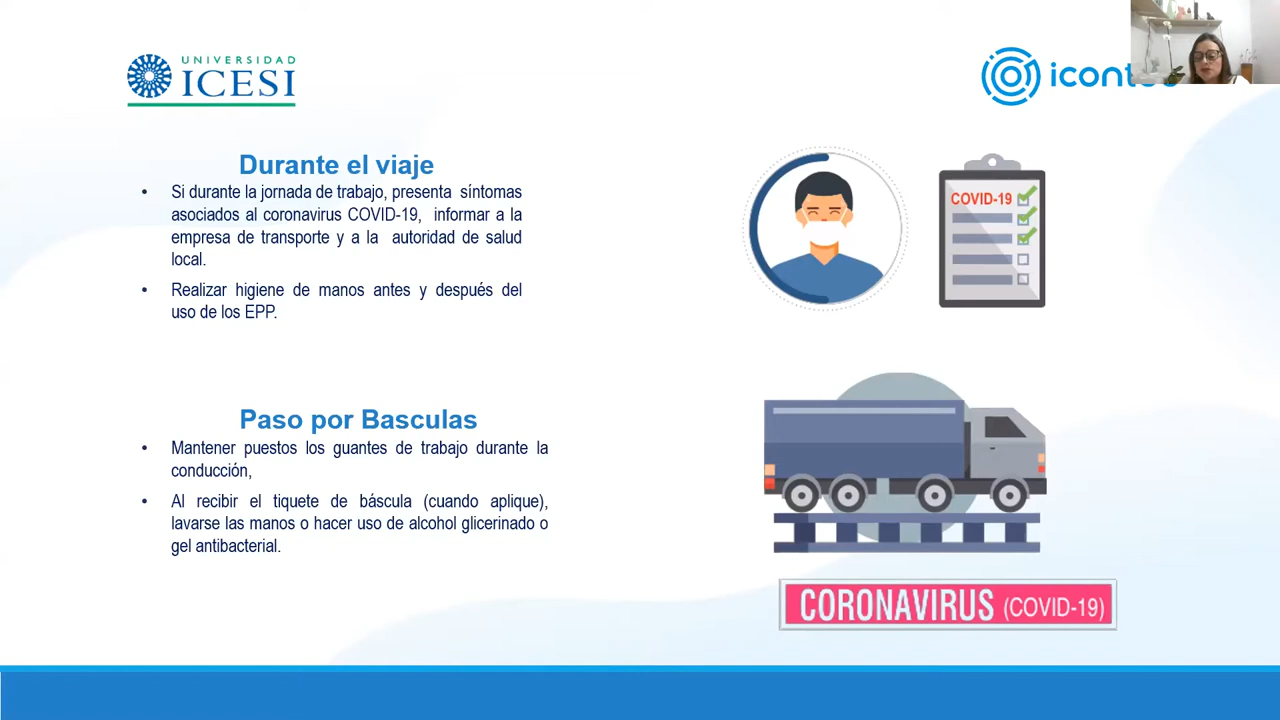 UNIVERSIDAD
ICESI
Durante el viaje
• Si durante la jornada de trabajo, presenta síntomas
asociados al coronavirus COVID-19, informar a la
empresa de transporte y a la autoridad de salud
local.
• Realizar higiene de manos antes y después del
uso de los EPP.
COVID-19
Paso por Basculas
• Mantener puestos los guantes de trabajo durante la
conducción,
• Al recibir el tiquete de báscula (cuando aplique),
lavarse las manos o hacer uso de alcohol glicerinado o
gel antibacterial.
CORONAVIRUS (COVID-19)